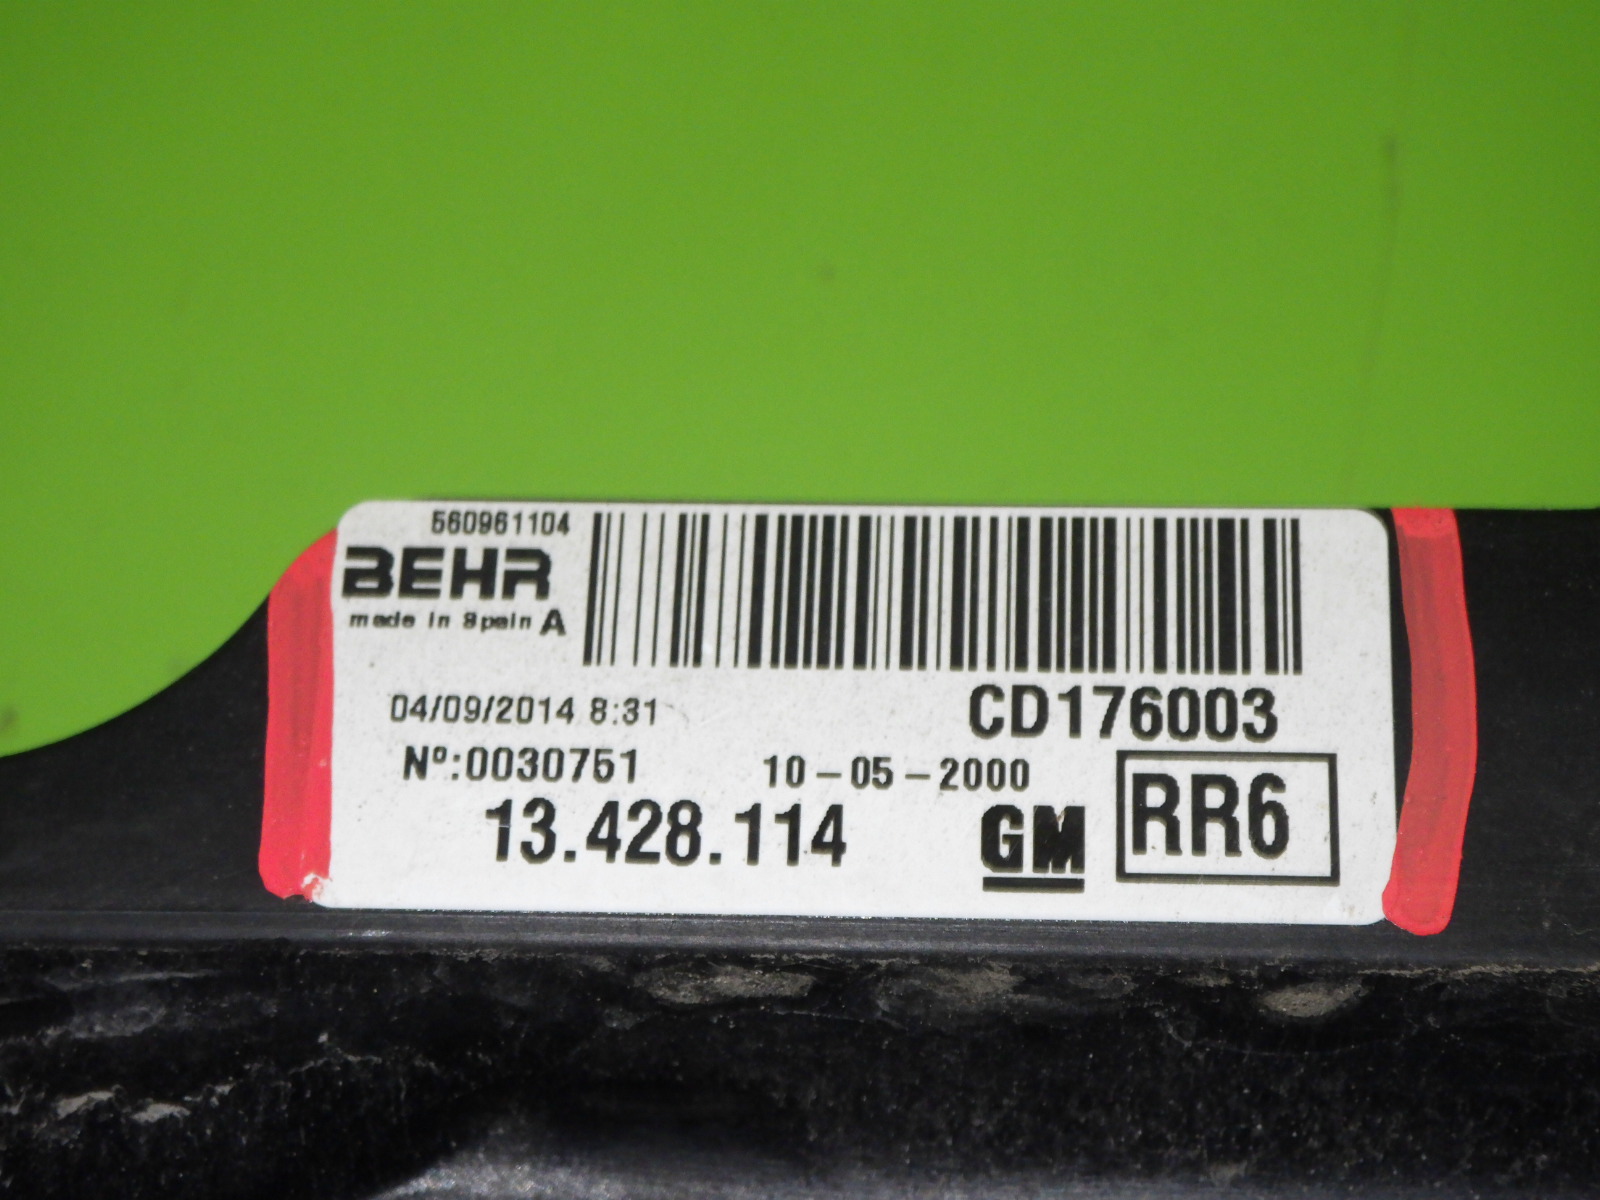 560961104
BEHR
made in Spain A
CD176003
04/09/2014 8:31
Nº:0030751
10-05-2000
13.428.114
GM
RR6